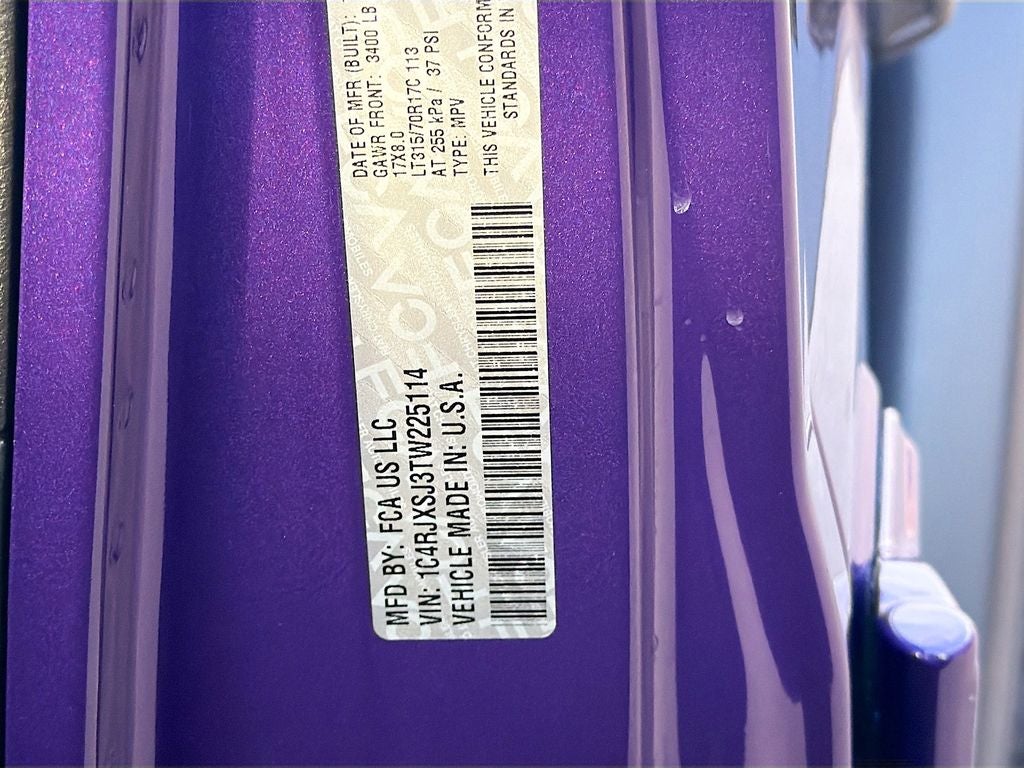 MFD BY: FCA US LLC
VIN: 1C4RJXSJ3TW225114
VEHICLE MADE IN: U.S.A.
DATE OF MFR (BUILT):
GAWR FRONT: 3400 LB
17X8.0
LT315/70R17C 113
AT 255 kPa / 37 PSI
TYPE: MPV
THIS VEHICLE CONFORM
STANDARDS IN